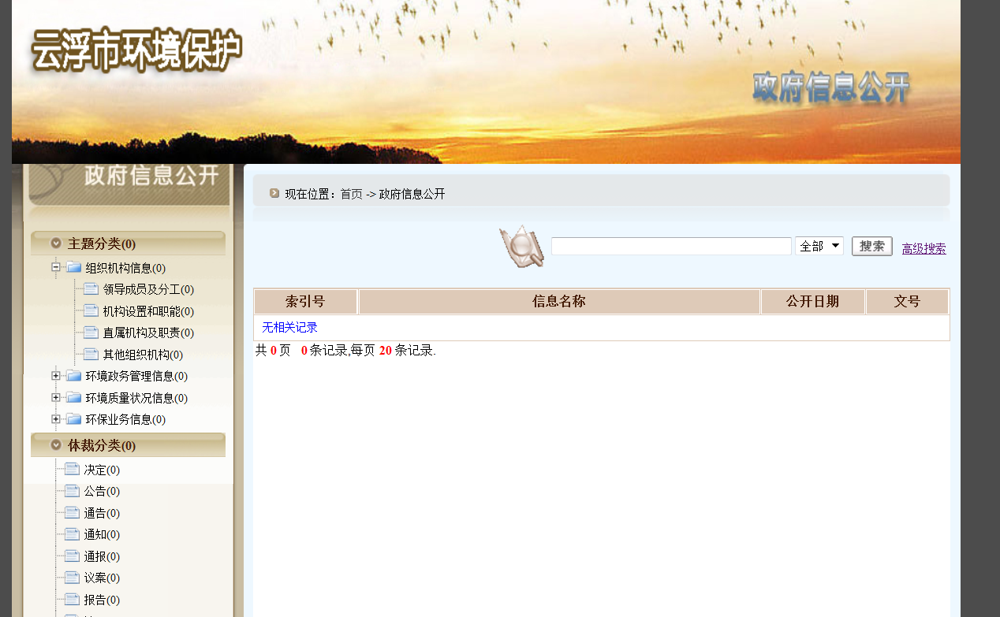 云浮市环境保护
政府信息公开
政府信息公开
现在位置：首页 -> 政府信息公开
全部
搜索
高级搜索
主题分类(0)
组织机构信息(0)
领导成员及分工(0)
机构设置和职能(0)
直属机构及职责(0)
其他组织机构(0)
环境政务管理信息(0)
环境质量状况信息(0)
环保业务信息(0)
体裁分类(0)
决定(0)
公告(0)
通告(0)
通知(0)
通报(0)
议案(0)
报告(0)
索引号 信息名称 公开日期 文号
无相关记录
共 0 页 0 条记录,每页 20 条记录.